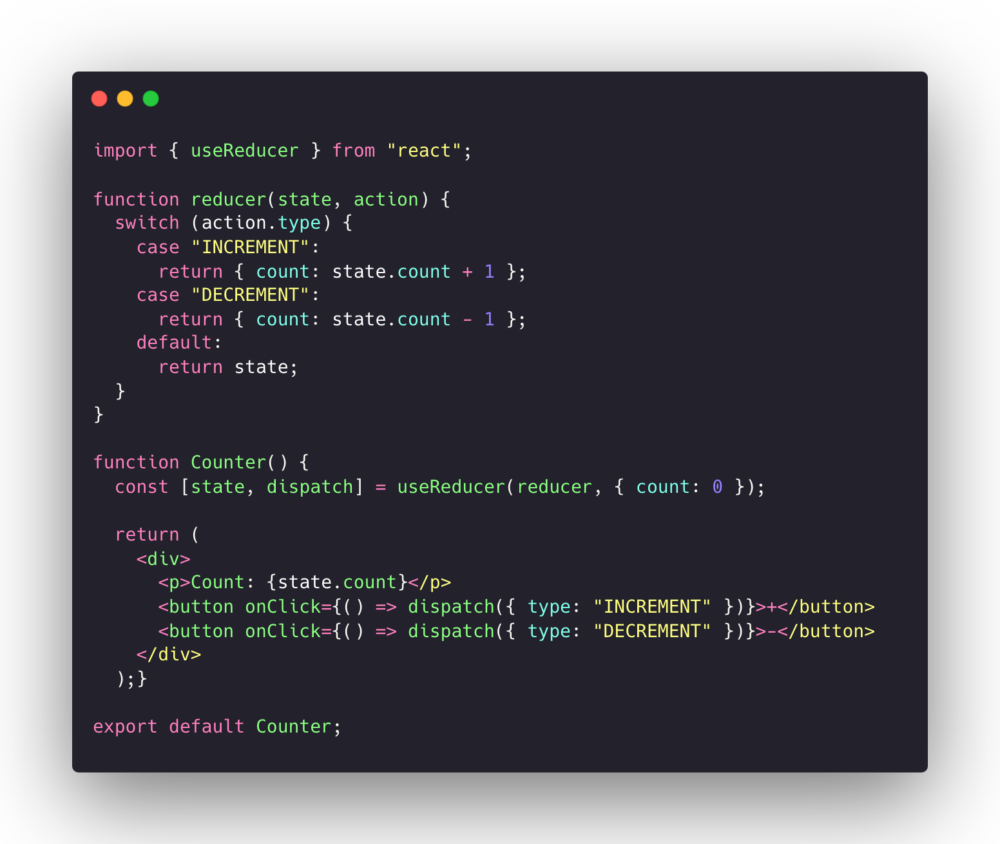 import { useReducer } from "react";

function reducer(state, action) {
  switch (action.type) {
    case "INCREMENT":
      return { count: state.count + 1 };
    case "DECREMENT":
      return { count: state.count - 1 };
    default:
      return state;
  }
}

function Counter() {
  const [state, dispatch] = useReducer(reducer, { count: 0 });

  return (
    <div>
      <p>Count: {state.count}</p>
      <button onClick={() => dispatch({ type: "INCREMENT" })}>+</button>
      <button onClick={() => dispatch({ type: "DECREMENT" })}>-</button>
    </div>
  );}

export default Counter;